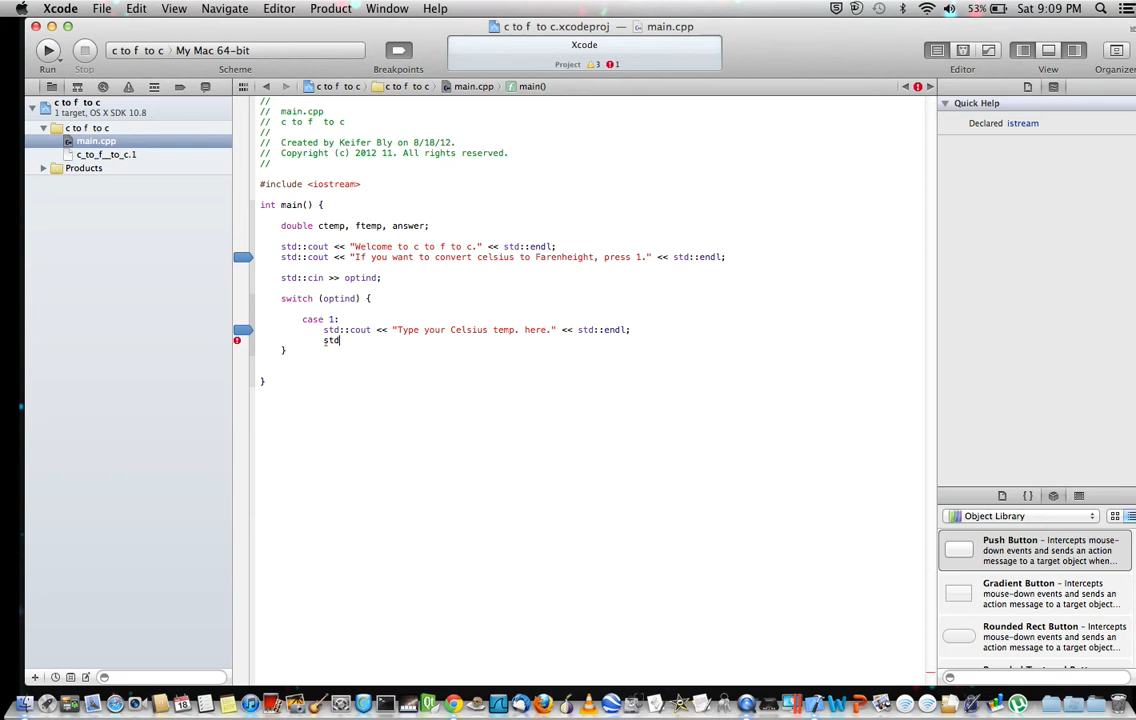 Xcode File Edit View Navigate Editor Product Window Help 53% Sat 9:09 PM
c to f  to c.xcodeproj — main.cpp
Run Stop c to f  to c 〉 My Mac 64-bit Breakpoints Xcode Editor View Organizer
Scheme Project 3 1
c to f  to c 〉 c to f  to c 〉 main.cpp 〉 main()
c to f  to c
1 target, OS X SDK 10.8
c to f  to c
main.cpp
c_to_f__to_c.1
Products
//
//  main.cpp
//  c to f  to c
//
//  Created by Keifer Bly on 8/18/12.
//  Copyright (c) 2012 11. All rights reserved.
//
#include <iostream>
int main() {
double ctemp, ftemp, answer;
std::cout << "Welcome to c to f to c." << std::endl;
std::cout << "If you want to convert celsius to Farenheight, press 1." << std::endl;
std::cin >> optind;
switch (optind) {
case 1:
std::cout << "Type your Celsius temp. here." << std::endl;
std
}
}
Quick Help
Declared istream
Object Library
Push Button – Intercepts mouse-
down events and sends an
action message to a target object
when…
Gradient Button – Intercepts
mouse-down events and sends an
action message to a target object…
Rounded Rect Button – Intercepts
mouse-down events and sends an
action message to a target object…